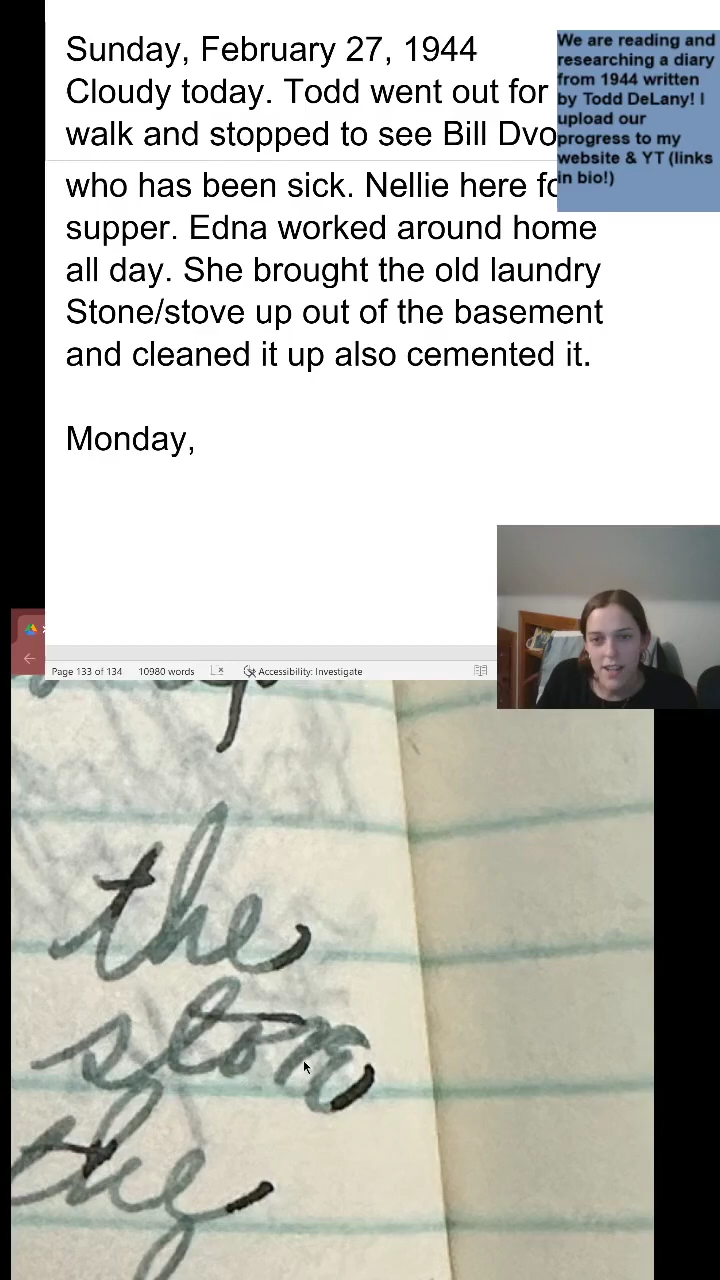 Sunday, February 27, 1944
Cloudy today. Todd went out for
walk and stopped to see Bill Dvo
who has been sick. Nellie here fo
supper. Edna worked around home
all day. She brought the old laundry
Stone/stove up out of the basement
and cleaned it up also cemented it.
Monday,
We are reading and
researching a diary
from 1944 written
by Todd DeLany! I
upload our
progress to my
website & YT (links
in bio!)
Page 133 of 134 10980 words Accessibility: Investigate
the